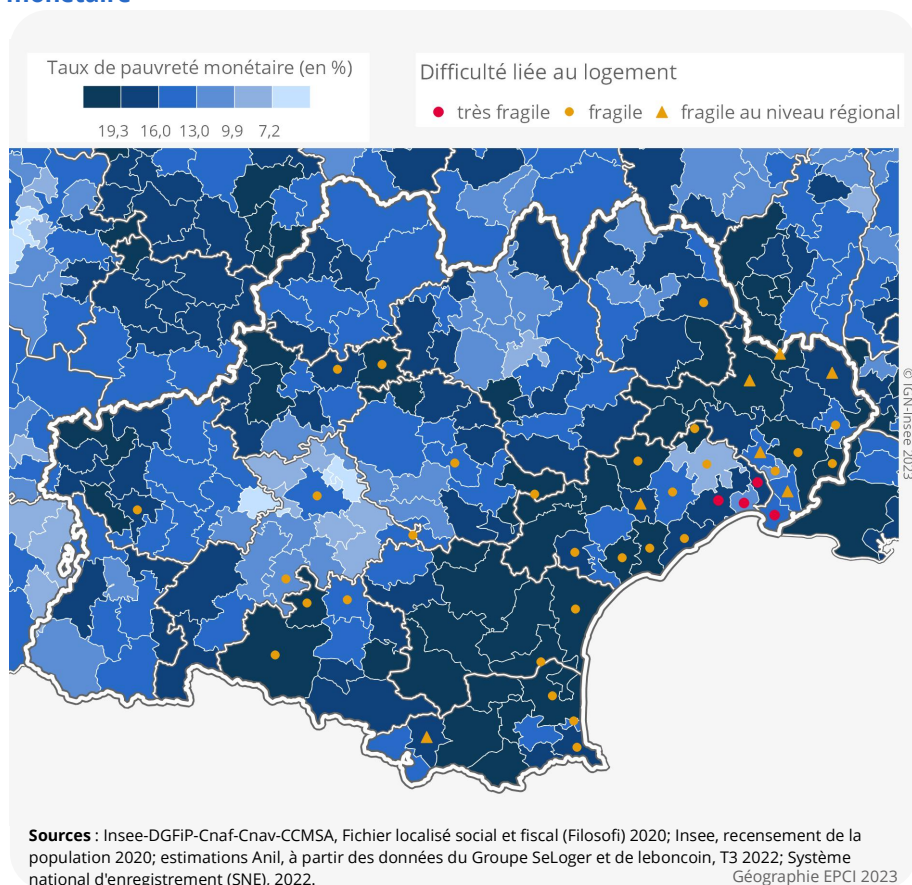 monétaire
Taux de pauvreté monétaire (en %)
19,3 16,0 13,0 9,9 7,2
Difficulté liée au logement
très fragile fragile fragile au niveau régional
© IGN-Insee 2023
Sources : Insee-DGFiP-Cnaf-Cnav-CCMSA, Fichier localisé social et fiscal (Filosofi) 2020; Insee, recensement de la
population 2020; estimations Anil, à partir des données du Groupe SeLoger et de leboncoin, T3 2022; Système
national d'enregistrement (SNE), 2022.
Géographie EPCI 2023